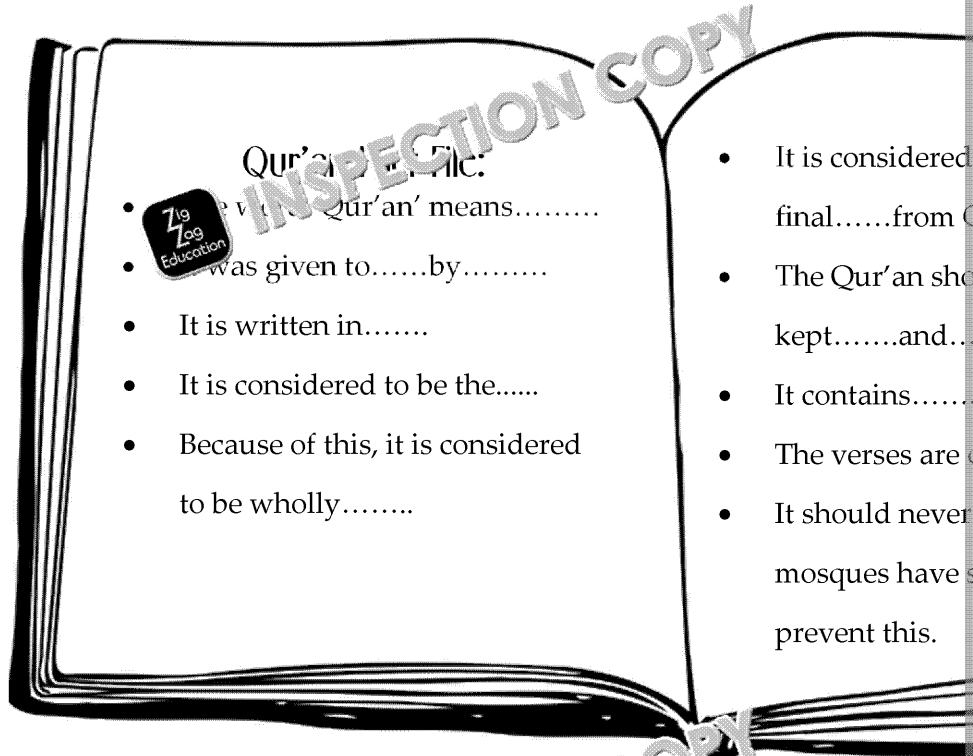 INSPECTION COPY
Qur'an Fact File:
'Qur'an' means.........
was given to......by.........
It is written in.......
It is considered to be the......
Because of this, it is considered
to be wholly........
Zig
Zag
Education
It is considered
final......from
The Qur'an
kept.......and..
It contains.......
The verses are
It should never
mosques have
prevent this.
COPY